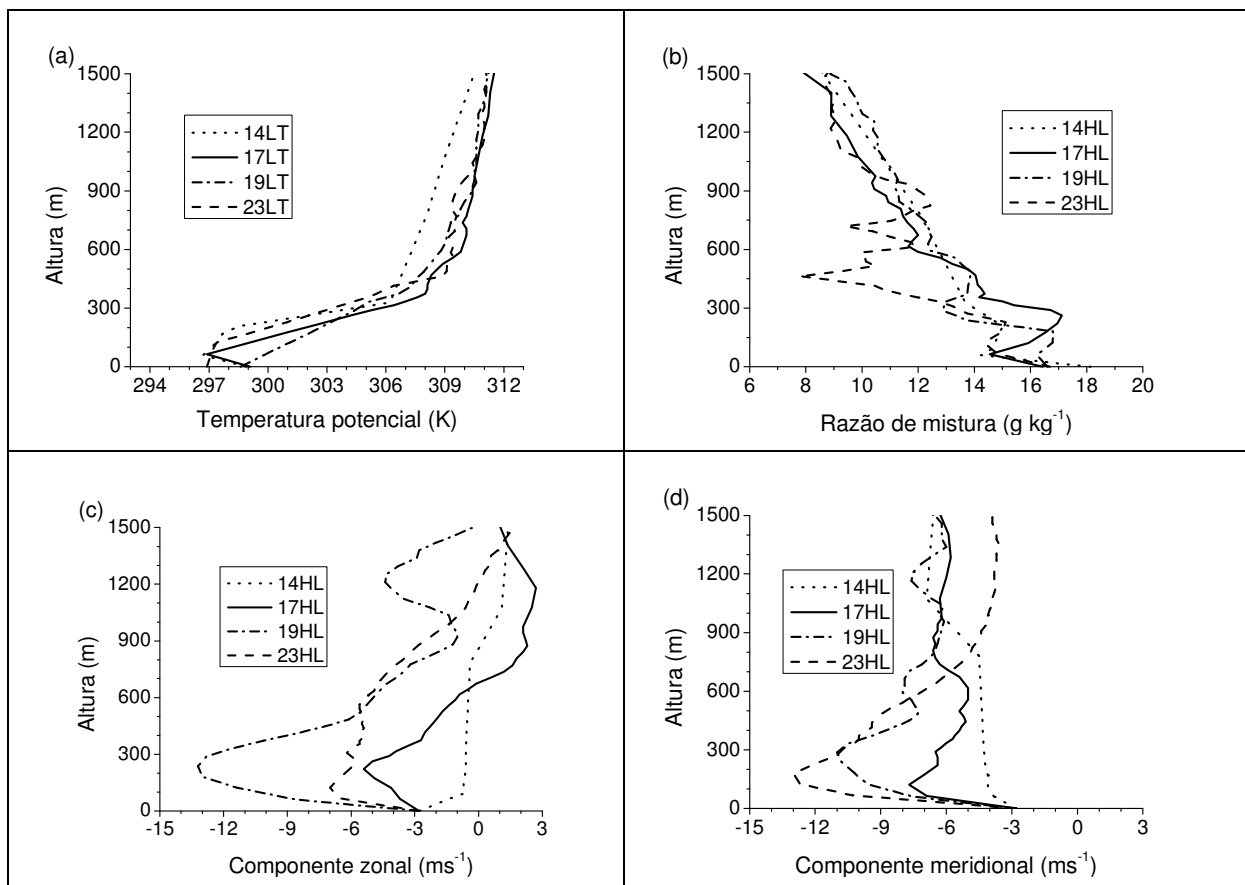 (a)
1500
1200
900
600
300
0
Altura (m)
14LT
17LT
19LT
23LT
294 297 300 303 306 309 312
Temperatura potencial (K)
(b)
1500
1200
900
600
300
0
Altura (m)
14HL
17HL
19HL
23HL
6 8 10 12 14 16 18 20
Razão de mistura (g kg⁻¹)
(c)
1500
1200
900
600
300
0
Altura (m)
14HL
17HL
19HL
23HL
-15 -12 -9 -6 -3 0 3
Componente zonal (ms⁻¹)
(d)
1500
1200
900
600
300
0
Altura (m)
14HL
17HL
19HL
23HL
-15 -12 -9 -6 -3 0 3
Componente meridional (ms⁻¹)